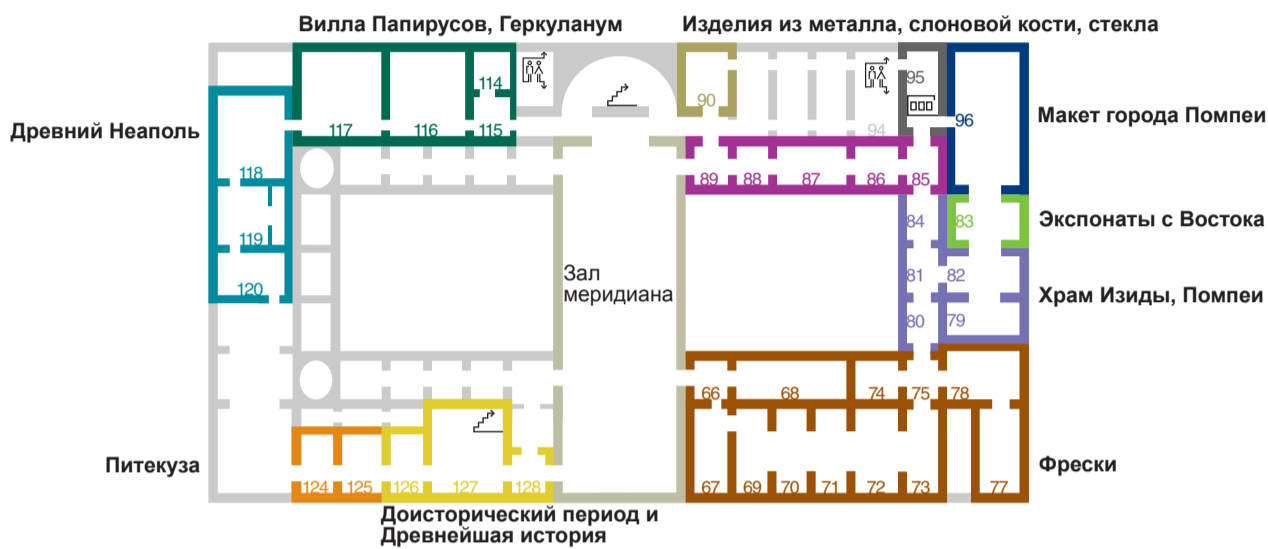 Вилла Папирусов, Геркуланум
Изделия из металла, слоновой кости, стекла
114
95
90
96
Макет города Помпеи
Древний Неаполь
117 116 115
94
118
89 88 87 86 85
84
83
Экспонаты с Востока
119
Зал
меридиана
81
82
120
Храм Изиды, Помпеи
80
79
66 68 74 75 78
Питекуза
Фрески
124 125 126 127 128
67 69 70 71 72 73 77
Доисторический период и
Древнейшая история